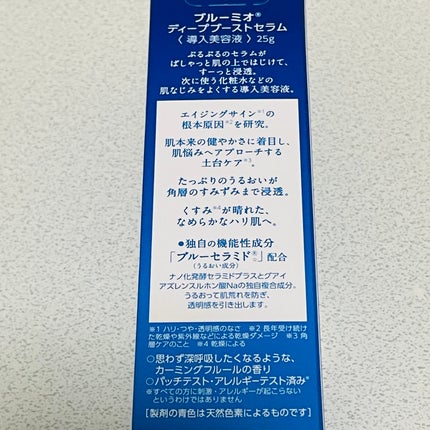 ブルーミオ®
ディープブーストセラム
〈導入美容液〉25g
ぷるぷるのセラムが
ぱしゃっと肌の上ではじけて、
すーっと浸透。
次に使う化粧水などの
肌なじみをよくする導入美容液。
エイジングサイン※1の
根本原因※2を研究。
肌本来の健やかさに着目し、
肌悩みへアプローチする
土台ケア※3。
たっぷりのうるおいが
角層のすみずみまで浸透。
くすみ※4が晴れた、
なめらかなハリ肌へ。
●独自の機能性成分
「ブルーセラミド®」配合
(うるおい成分)
ナノ化発酵セラミドプラスとグアイ
アズレンスルホン酸Naの独自複合成分。
うるおって肌荒れを防ぎ、
透明感を引き出します。
※1 ハリ・つや・透明感のなさ ※2 長年受け続け
た乾燥や紫外線などによる乾燥ダメージ ※3 角
層ケアのこと ※4 乾燥による
○思わず深呼吸したくなるような、
カーミングフルールの香り
○パッチテスト・アレルギーテスト済み※
※すべての方に刺激・アレルギーが起こらない
というわけではありません
[製剤の青色は天然色素によるものです]